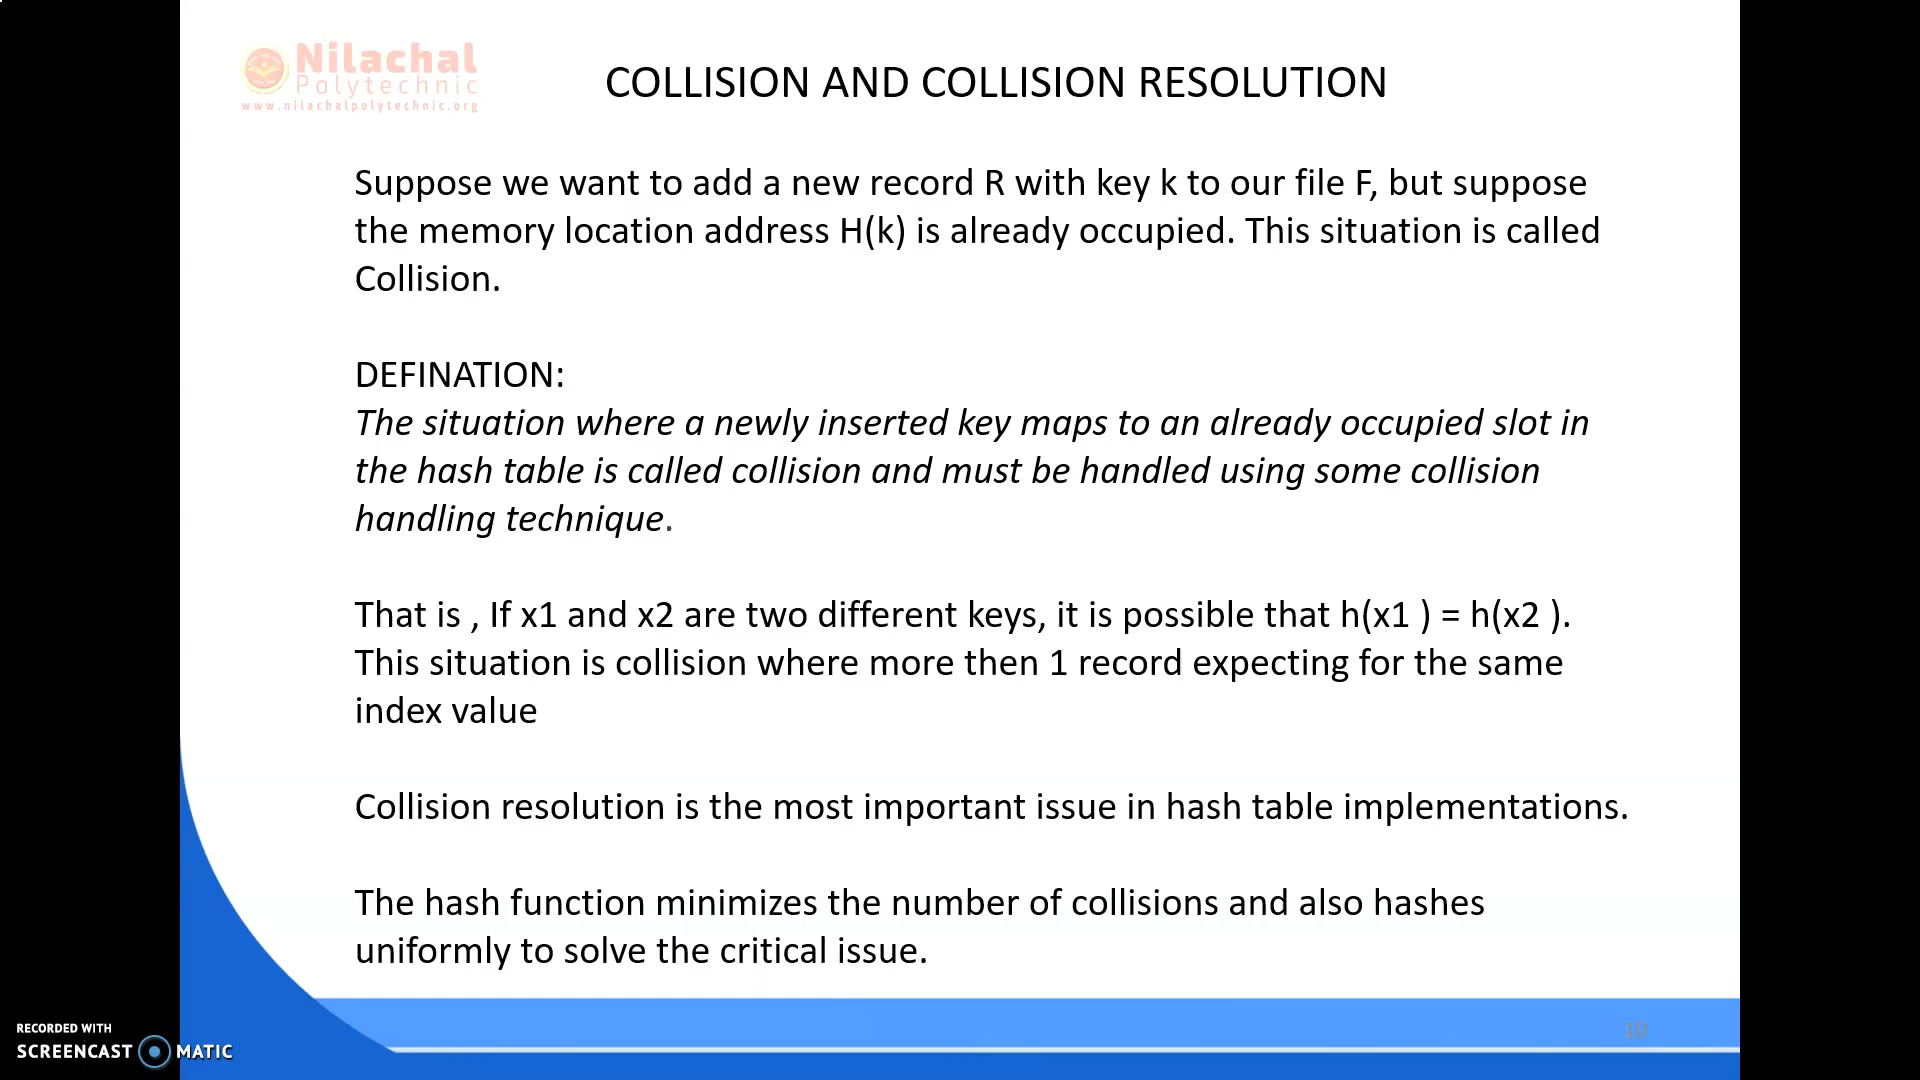 Nilachal
Polytechnic
www.nilachalpolytechnic.org
COLLISION AND COLLISION RESOLUTION
Suppose we want to add a new record R with key k to our file F, but suppose
the memory location address H(k) is already occupied. This situation is called
Collision.
DEFINATION:
The situation where a newly inserted key maps to an already occupied slot in
the hash table is called collision and must be handled using some collision
handling technique.
That is , If x1 and x2 are two different keys, it is possible that h(x1 ) = h(x2 ).
This situation is collision where more then 1 record expecting for the same
index value
Collision resolution is the most important issue in hash table implementations.
The hash function minimizes the number of collisions and also hashes
uniformly to solve the critical issue.
10
RECORDED WITH
SCREENCAST MATIC